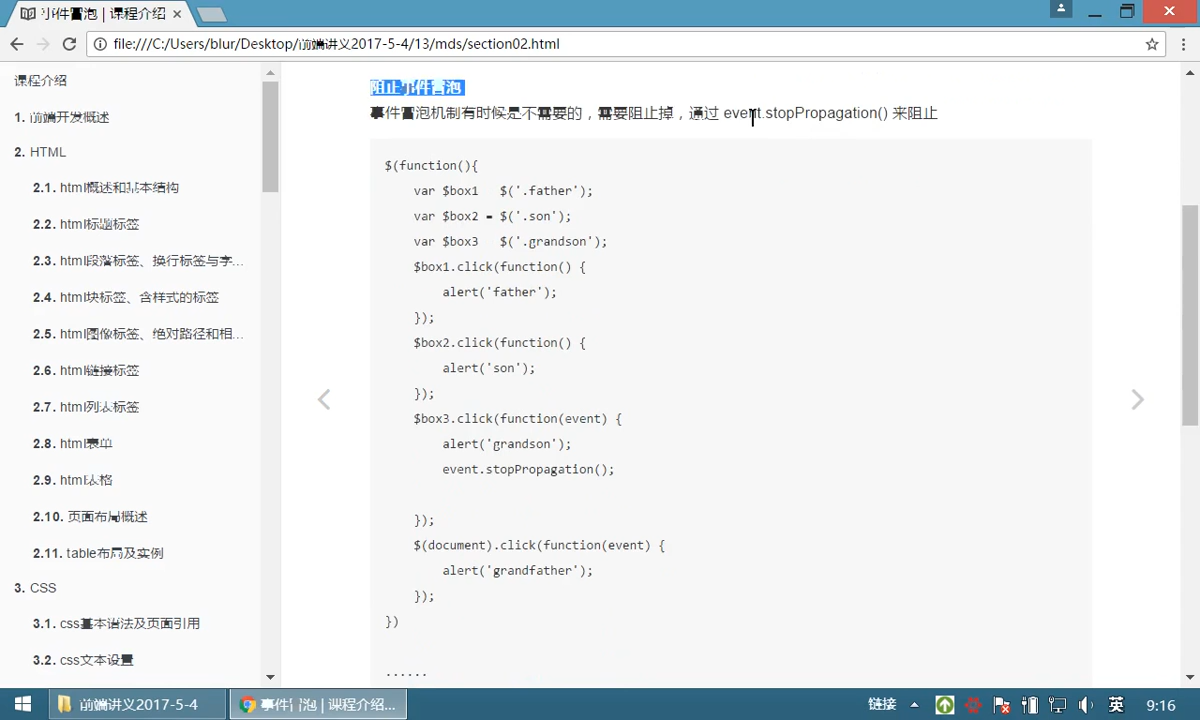 事件冒泡 | 课程介绍
file:///C:/Users/blur/Desktop/前端讲义2017-5-4/13/mds/section02.html
课程介绍
1. 前端开发概述
2. HTML
2.1. html概述和基本结构
2.2. html标题标签
2.3. html段落标签、换行标签与字...
2.4. html块标签、含样式的标签
2.5. html图像标签、绝对路径和相...
2.6. html链接标签
2.7. html列表标签
2.8. html表单
2.9. html表格
2.10. 页面布局概述
2.11. table布局及实例
3. CSS
3.1. css基本语法及页面引用
3.2. css文本设置
阻止事件冒泡
事件冒泡机制有时候是不需要的，需要阻止掉，通过 event.stopPropagation() 来阻止
$(function(){
var $box1   $('.father');
var $box2 = $('.son');
var $box3   $('.grandson');
$box1.click(function() {
alert('father');
});
$box2.click(function() {
alert('son');
});
$box3.click(function(event) {
alert('grandson');
event.stopPropagation();
});
$(document).click(function(event) {
alert('grandfather');
});
})
......
前端讲义2017-5-4
事件冒泡 | 课程介绍...
链接
英
9:16